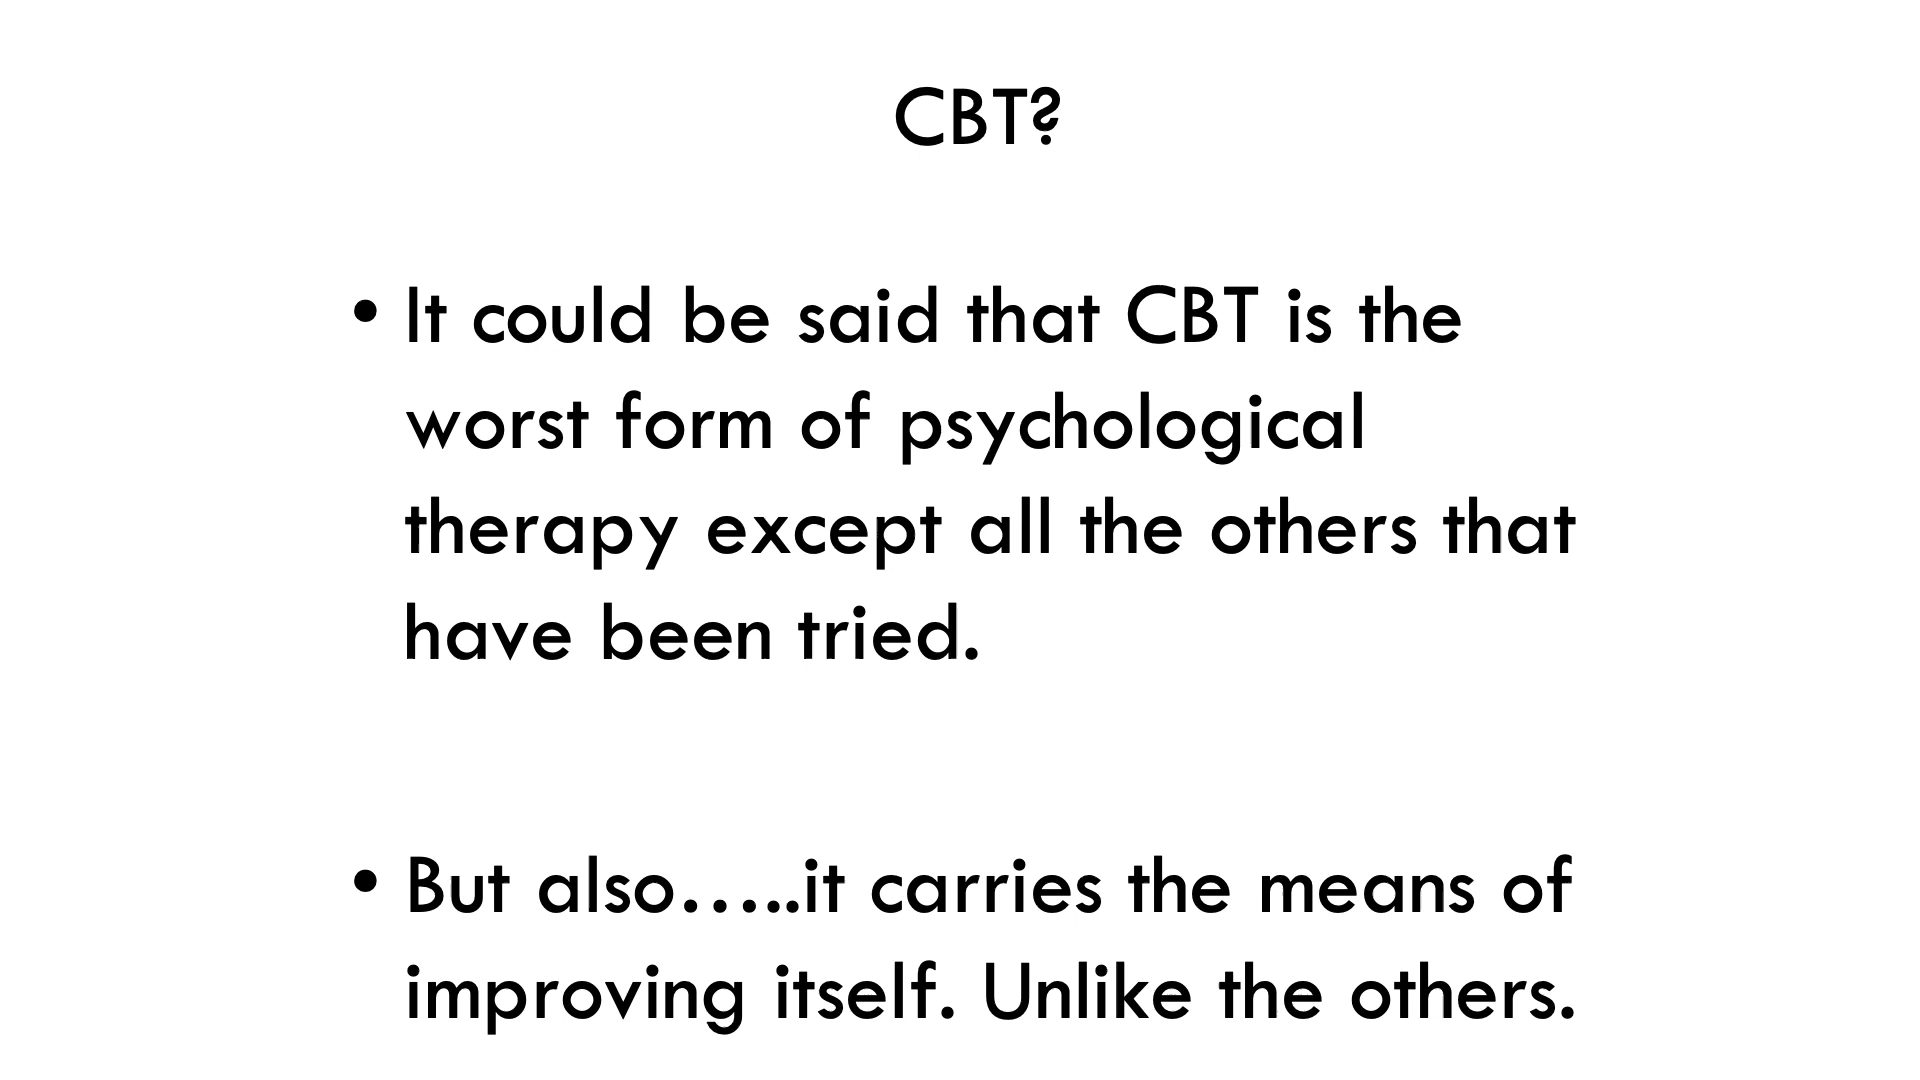 CBT?
• It could be said that CBT is the
worst form of psychological
therapy except all the others that
have been tried.
• But also…..it carries the means of
improving itself. Unlike the others.